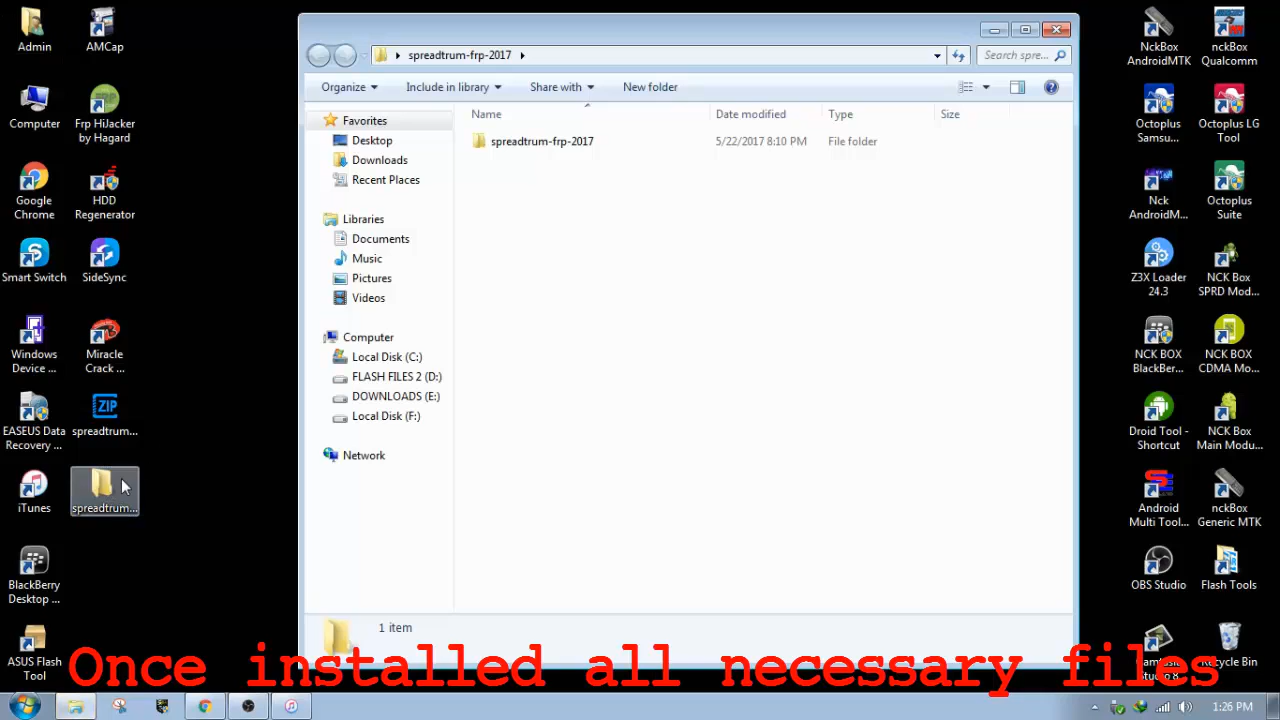 Admin
AMCap
Computer
Frp HiJacker
by Hagard
Google
Chrome
HDD
Regenerator
Smart Switch
SideSync
Windows
Device ...
Miracle
Crack ...
EASEUS Data
Recovery ...
ZIP
spreadtrum...
iTunes
spreadtrum...
BlackBerry
Desktop ...
ASUS Flash
Tool
spreadtrum-frp-2017
Search spre...
Organize
Include in library
Share with
New folder
Name
Date modified
Type
Size
spreadtrum-frp-2017
5/22/2017 8:10 PM
File folder
Favorites
Desktop
Downloads
Recent Places
Libraries
Documents
Music
Pictures
Videos
Computer
Local Disk (C:)
FLASH FILES 2 (D:)
DOWNLOADS (E:)
Local Disk (F:)
Network
1 item
NckBox
AndroidMTK
nckBox
Qualcomm
Octoplus
Samsu...
Octoplus LG
Tool
Nck
AndroidM...
Octoplus
Suite
Z3X Loader
24.3
NCK Box
SPRD Mod...
NCK BOX
BlackBer...
NCK BOX
CDMA Mo...
Droid Tool -
Shortcut
NCK Box
Main Modu...
Android
Multi Tool...
nckBox
Generic MTK
OBS Studio
Flash Tools
Recycle Bin
Once installed all necessary files
1:26 PM